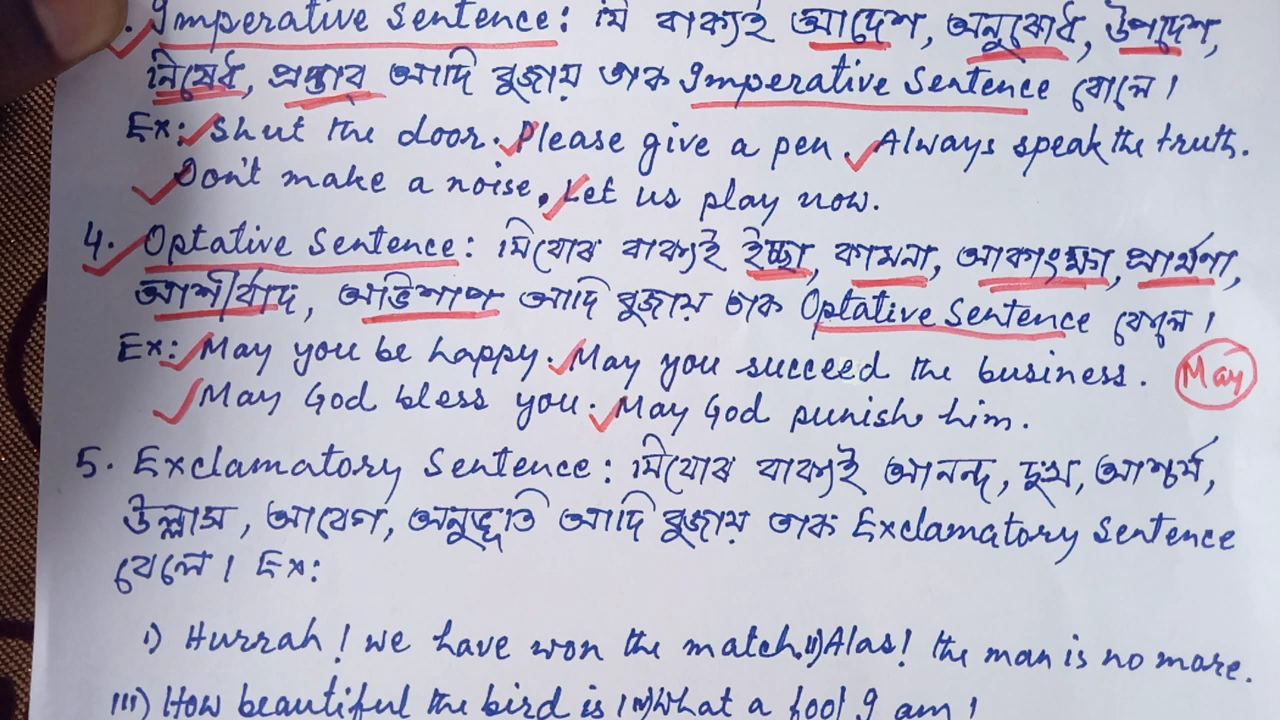 Imperative Sentence: যি বাক্যই আদেশ, অনুৰোধ, উপদেশ,
নিষেধ, প্ৰস্তাব আদি বুজায় তাক Imperative Sentence বোলে।
Ex: Shut the door. Please give a pen. Always speak the truth.
Don't make a noise. Let us play now.
4. Optative Sentence: যিবোৰ বাক্যই ইচ্ছা, কামনা, আকাংক্ষা, প্ৰাৰ্থণা,
আশীৰ্বাদ, অভিশাপ আদি বুজায় তাক Optative Sentence বোলে।
Ex: May you be happy. May you succeed the business. May
May God bless you. May God punish him.
5. Exclamatory Sentence: যিবোৰ বাক্যই আনন্দ, দুখ, আশ্চৰ্য,
উল্লাস, আবেগ, অনুভূতি আদি বুজায় তাক Exclamatory Sentence
বোলে। Ex:
i) Hurrah! we have won the match. ii) Alas! the man is no more.
iii) How beautiful the bird is! iv) What a fool I am!